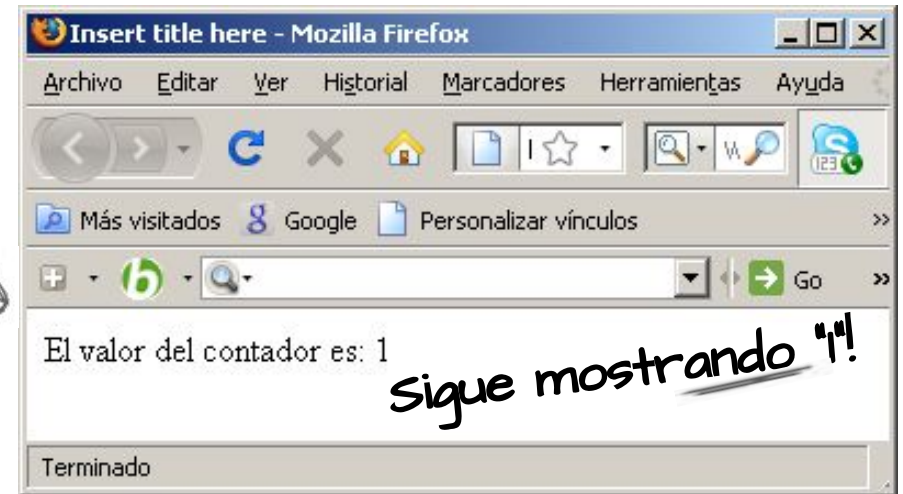 Insert title here - Mozilla Firefox
Archivo Editar Ver Historial Marcadores Herramientas Ayuda
123
Más visitados Google Personalizar vínculos »
Go »
El valor del contador es: 1
Sigue mostrando "1"!
Terminado